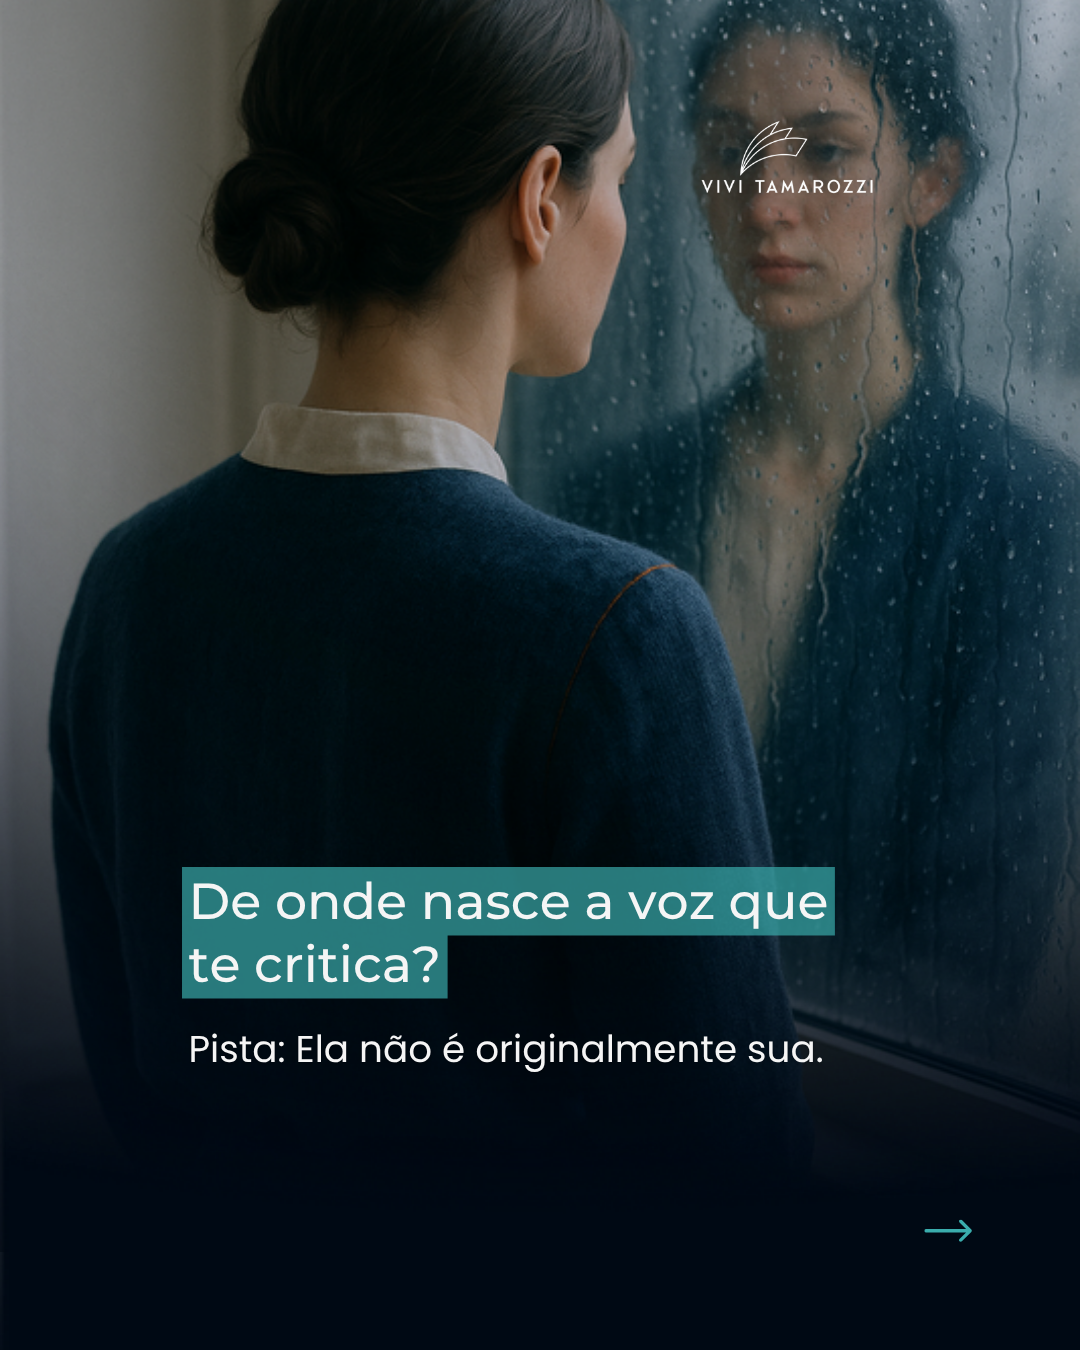 VIVI TAMAROZZI
De onde nasce a voz que
te critica?
Pista: Ela não é originalmente sua.